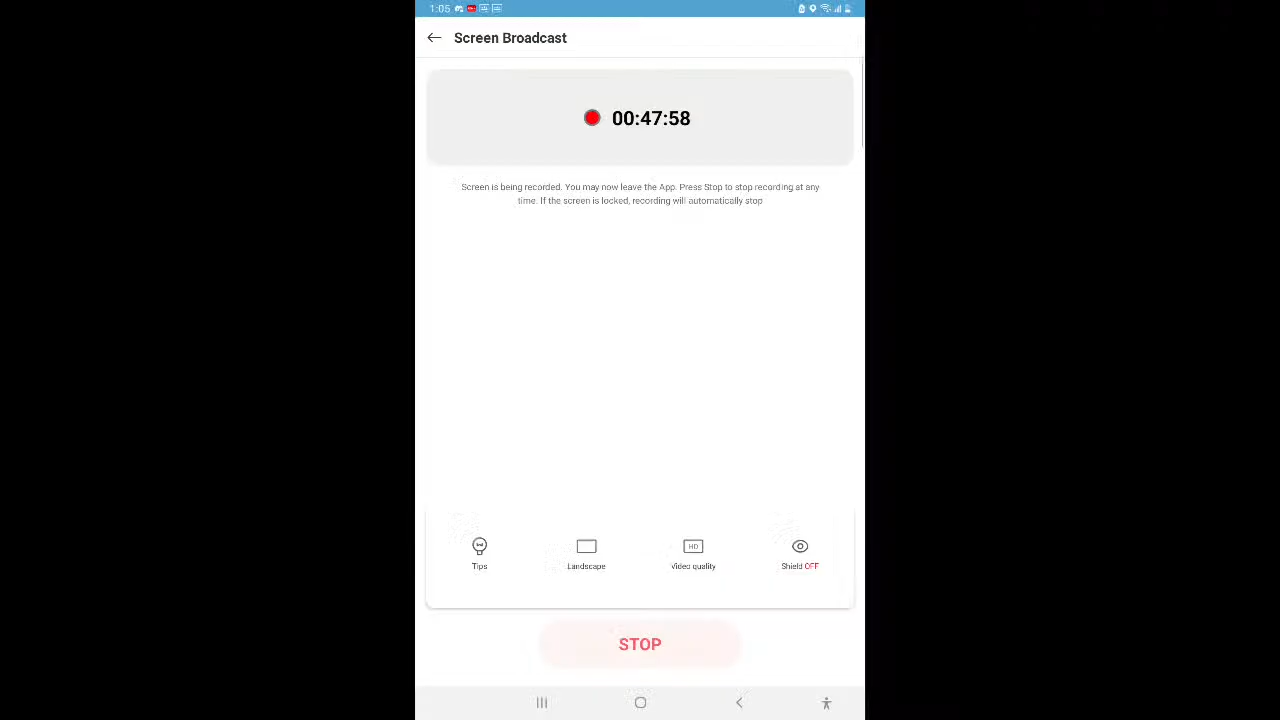 1:05
Screen Broadcast
00:47:58
Screen is being recorded. You may now leave the App. Press Stop to stop recording at any
time. If the screen is locked, recording will automatically stop
HD
Tips
Landscape
Video quality
Shield OFF
STOP